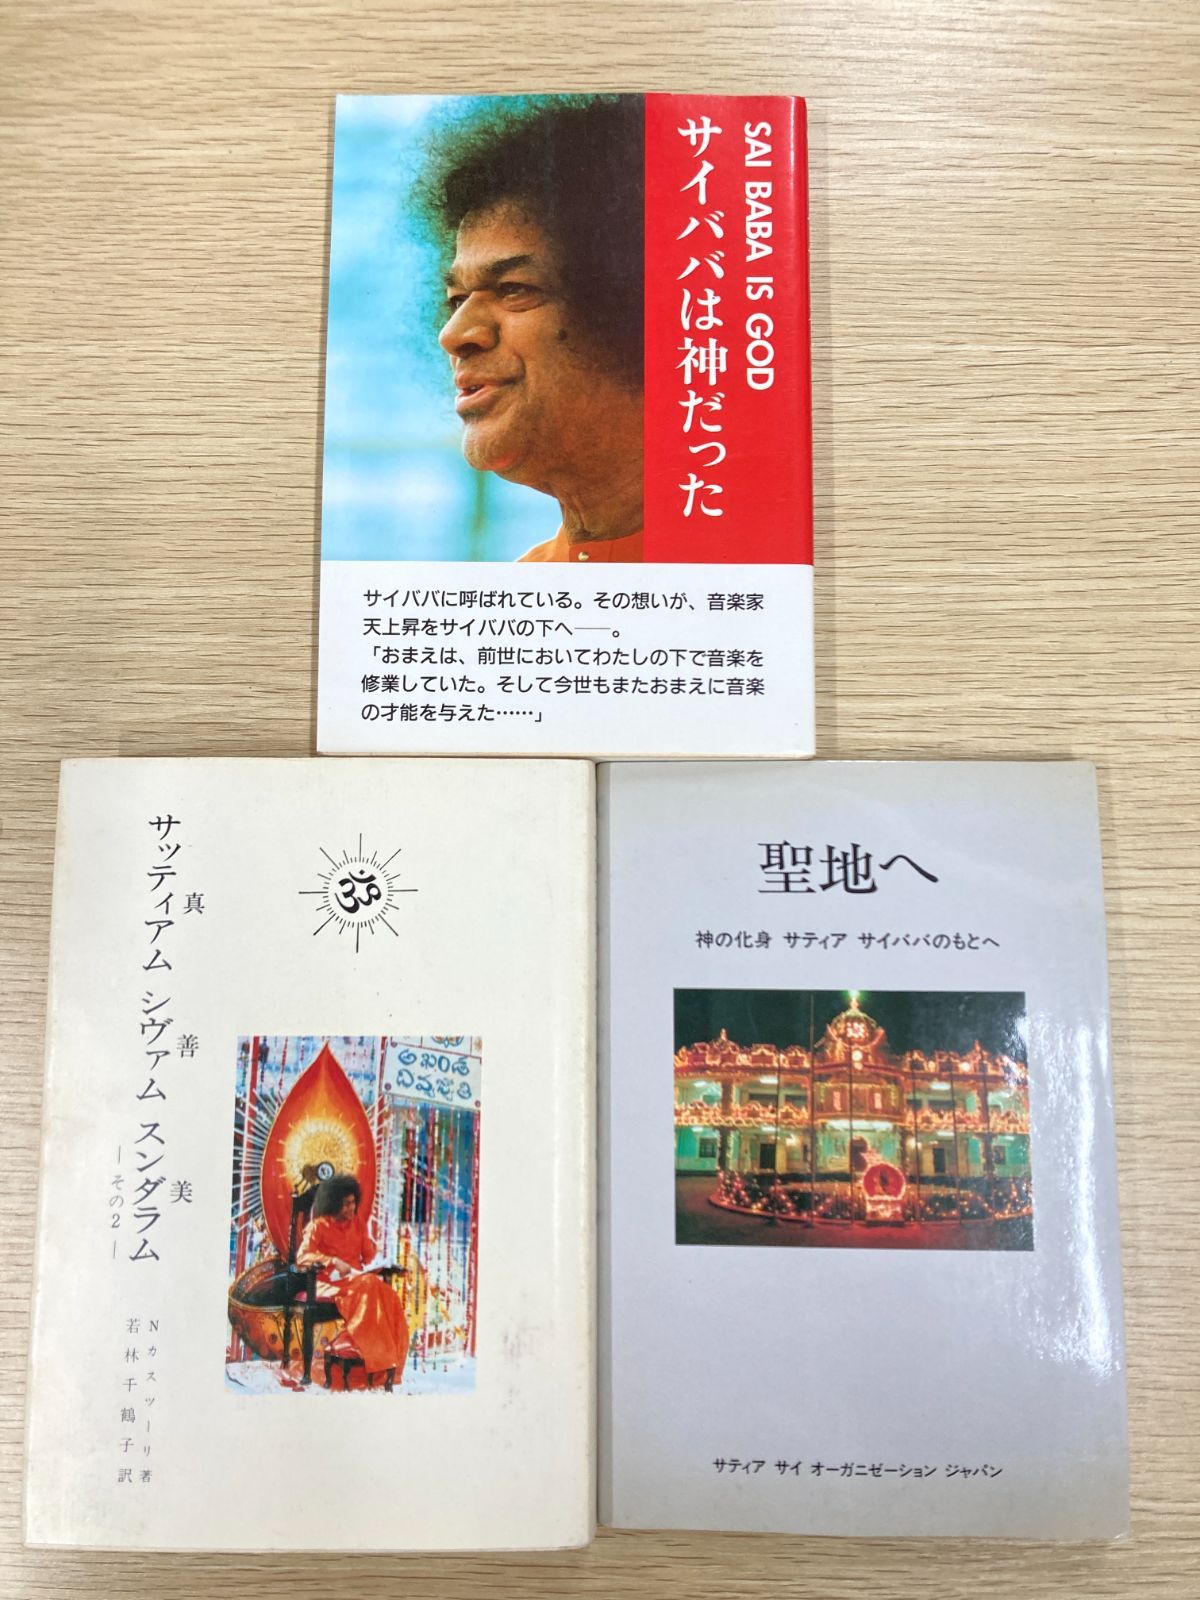 SAI BABA IS GOD
サイババは神だった
サイババに呼ばれている。その想いが、音楽家
天上昇をサイババの下へ――。
「おまえは、前世においてわたしの下で音楽を
修業していた。そして今世もまたおまえに音楽
の才能を与えた……」
真 善 美
サッティアム シヴァム スンダラム
―その2―
Nカスツーリ著
若林千鶴子訳
ॐ
అఖండ
దివ్యజ్యోతి
聖地へ
神の化身 サティア サイババのもとへ
サティア サイ オーガニゼーション ジャパン